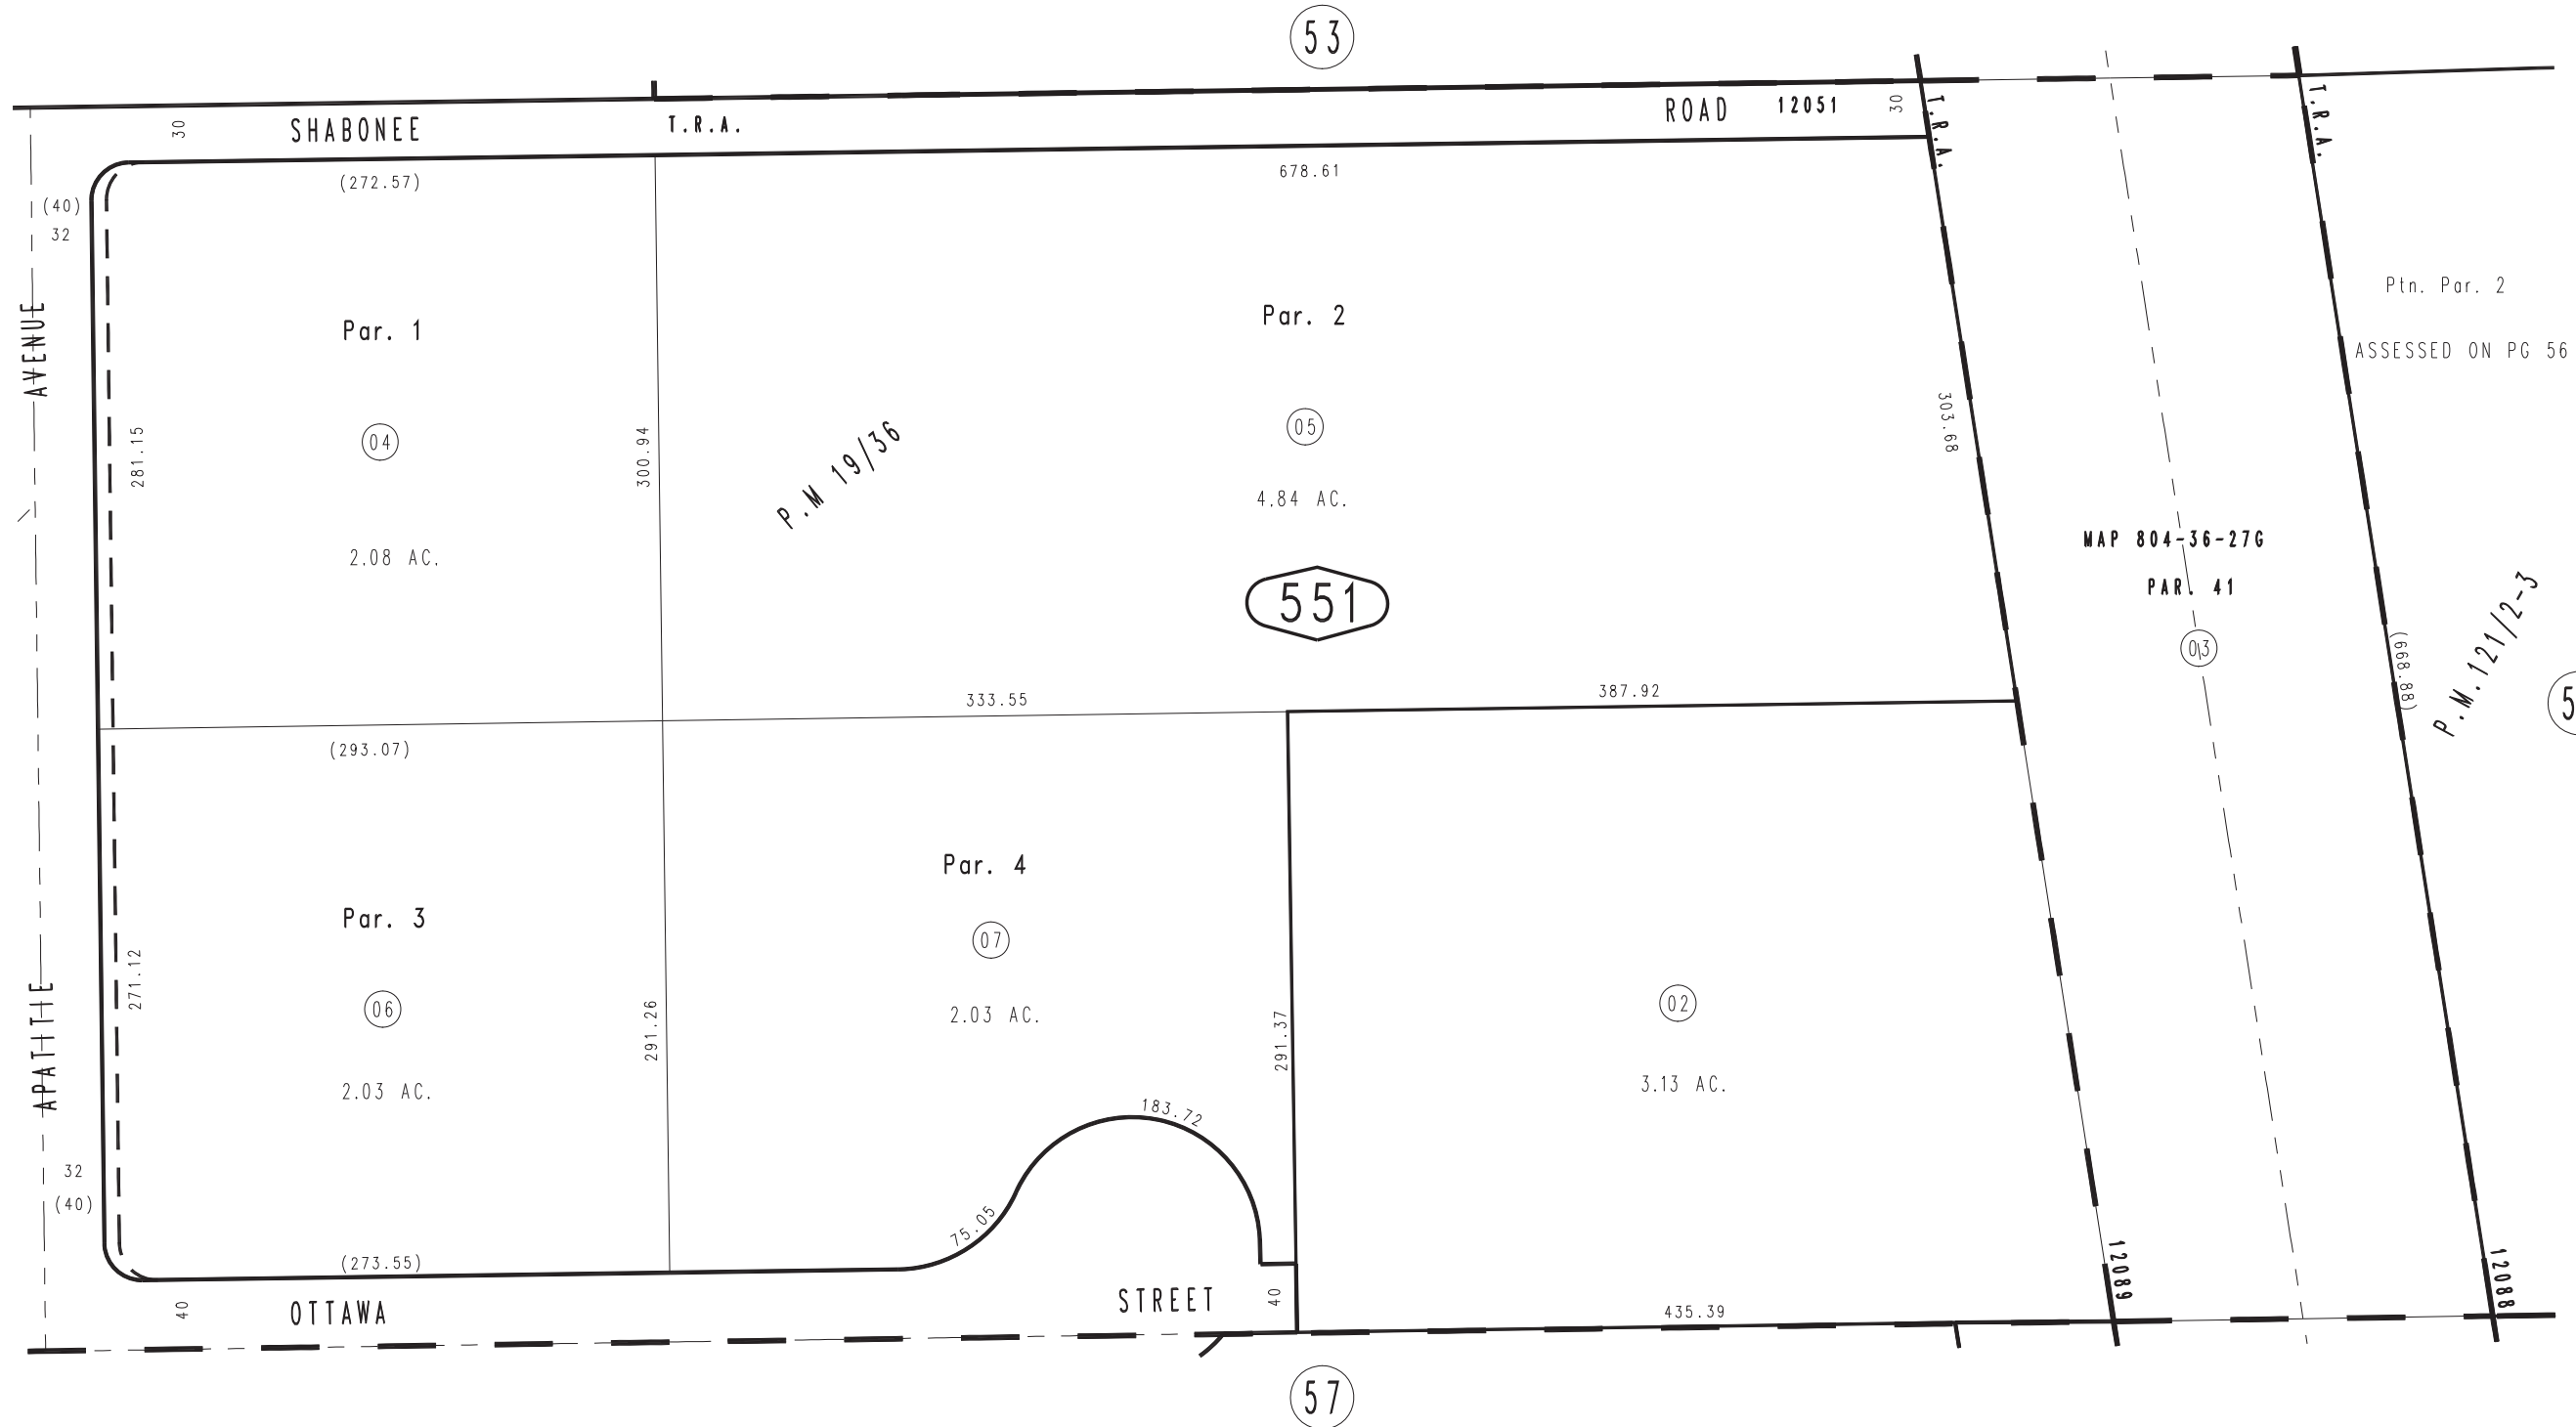 53
SHABONEE
T.R.A.
ROAD 12051
30
30
T.R.A.
T.R.A.
(272.57)
678.61
(40)
32
AVENUE
Par. 1
04
281.15
2.08 AC.
300.94
P.M 19/36
Par. 2
05
4.84 AC.
551
303.68
MAP 804-36-27G
PAR. 41
03
Ptn. Par. 2
ASSESSED ON PG 56
(668.88)
P.M.121/2-3
5
333.55
387.92
(293.07)
Par. 3
06
271.12
2.03 AC.
291.26
Par. 4
07
2.03 AC.
291.37
02
3.13 AC.
APATITIE
32
(40)
183.72
75.05
(273.55)
40
OTTAWA
STREET
40
435.39
12089
12088
57